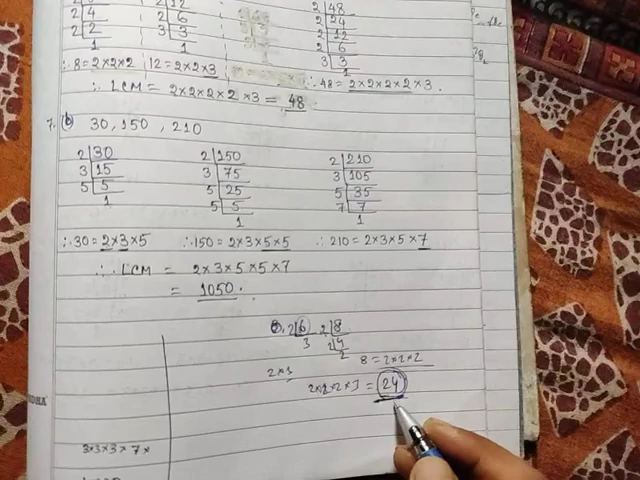 2 | 4
2 | 2
1
2 | 12
2 | 6
3 | 3
1
2 | 48
2 | 24
2 | 12
2 | 6
3 | 3
1
∴ 8 = 2×2×2 12 = 2×2×3 ∴ 48 = 2×2×2×2×3.
∴ LCM = 2×2×2×2×3 = 48
7. b 30, 150, 210
2 | 30
3 | 15
5 | 5
1
2 | 150
3 | 75
5 | 25
5 | 5
1
2 | 210
3 | 105
5 | 35
7 | 7
1
∴ 30 = 2×3×5 ∴ 150 = 2×3×5×5 ∴ 210 = 2×3×5×7
∴ LCM = 2×3×5×5×7
= 1050.
8. 2 | 6 2 | 8
3 2 | 4
2
2×3 8 = 2×2×2
2×2×2×3 = 24
3×3×3×7×